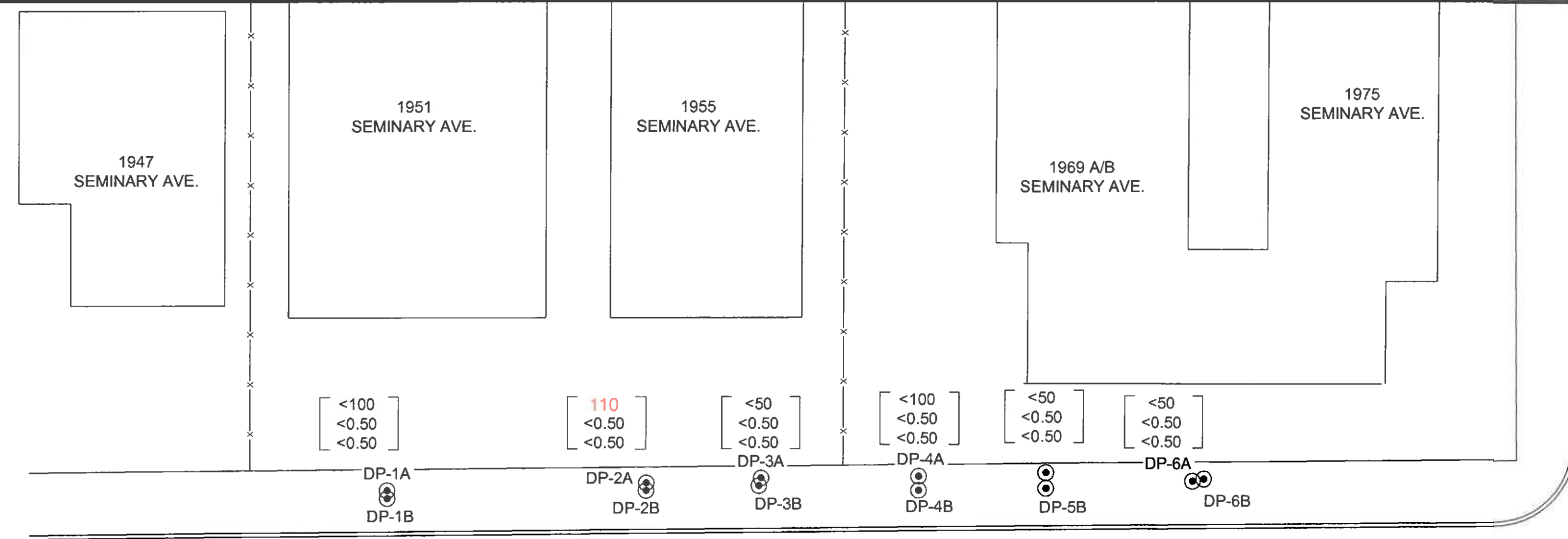 1947
SEMINARY AVE.
1951
SEMINARY AVE.
1955
SEMINARY AVE.
1969 A/B
SEMINARY AVE.
1975
SEMINARY AVE.
<100
<0.50
<0.50
110
<0.50
<0.50
<50
<0.50
<0.50
<100
<0.50
<0.50
<50
<0.50
<0.50
<50
<0.50
<0.50
DP-1A
DP-1B
DP-2A
DP-2B
DP-3A
DP-3B
DP-4A
DP-4B
DP-5B
DP-6A
DP-6B